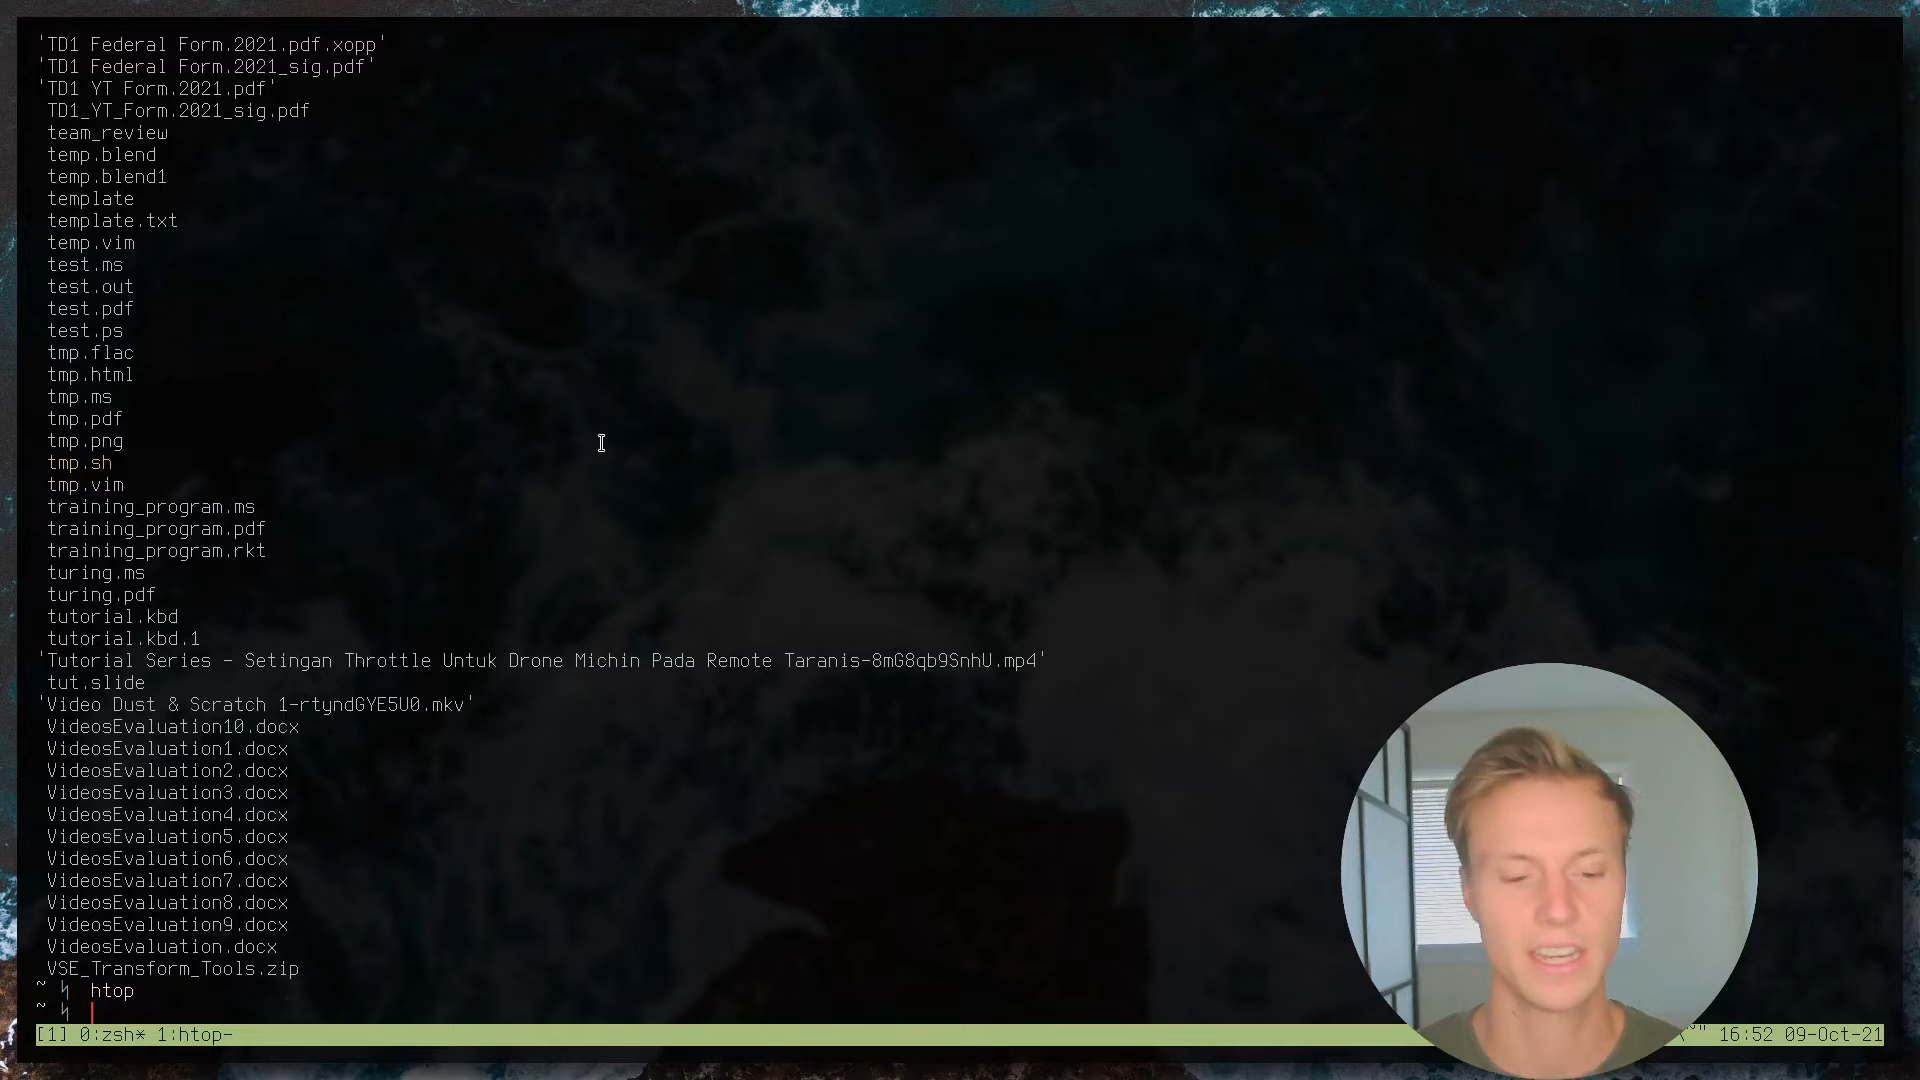 'TD1 Federal Form.2021.pdf.xopp'
'TD1 Federal Form.2021_sig.pdf'
'TD1 YT Form.2021.pdf'
TD1_YT_Form.2021_sig.pdf
team_review
temp.blend
temp.blend1
template
template.txt
temp.vim
test.ms
test.out
test.pdf
test.ps
tmp.flac
tmp.html
tmp.ms
tmp.pdf
tmp.png
tmp.sh
tmp.vim
training_program.ms
training_program.pdf
training_program.rkt
turing.ms
turing.pdf
tutorial.kbd
tutorial.kbd.1
'Tutorial Series - Setingan Throttle Untuk Drone Michin Pada Remote Taranis-8mG8qb9SnhU.mp4'
tut.slide
'Video Dust & Scratch 1-rtyndGYE5U0.mkv'
VideosEvaluation10.docx
VideosEvaluation1.docx
VideosEvaluation2.docx
VideosEvaluation3.docx
VideosEvaluation4.docx
VideosEvaluation5.docx
VideosEvaluation6.docx
VideosEvaluation7.docx
VideosEvaluation8.docx
VideosEvaluation9.docx
VideosEvaluation.docx
VSE_Transform_Tools.zip
~ ϟ htop
~ ϟ
[1] 0:zsh* 1:htop- 16:52 09-Oct-21